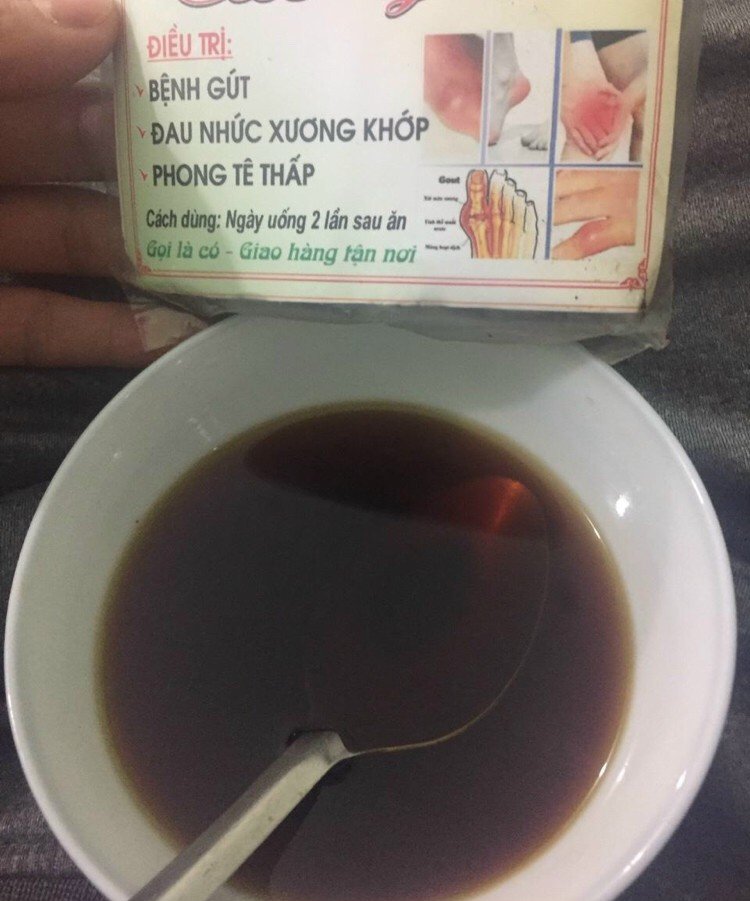 ĐIỀU TRỊ:
BỆNH GÚT
ĐAU NHỨC XƯƠNG KHỚP
PHONG TÊ THẤP
Cách dùng: Ngày uống 2 lần sau ăn
Gọi là có - Giao hàng tận nơi
Gout